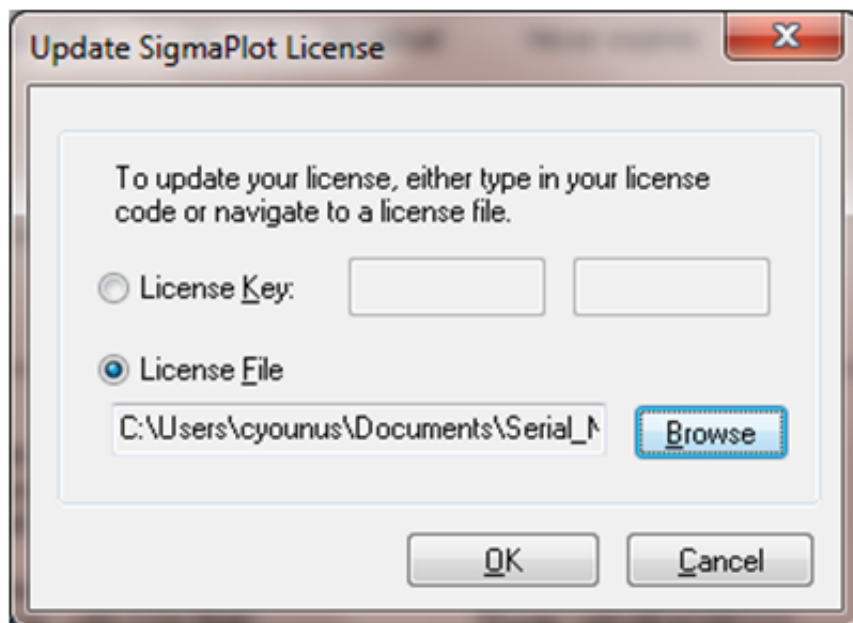 Update SigmaPlot License
To update your license, either type in your license
code or navigate to a license file.
License Key:
License File
C:\Users\cyounus\Documents\Serial_
Browse
OK
Cancel